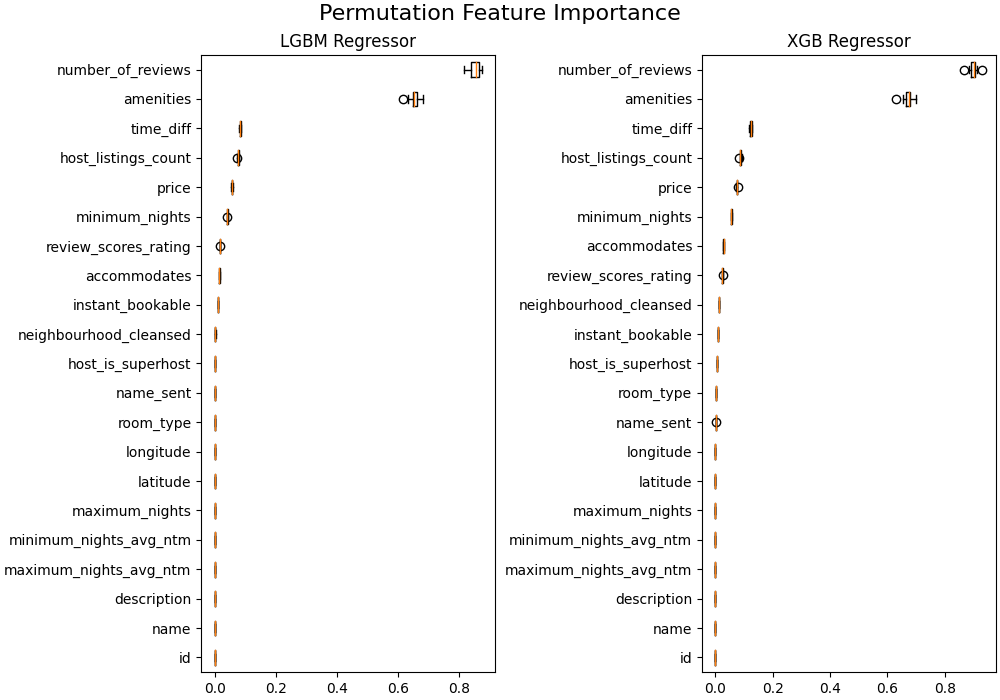 Permutation Feature Importance
LGBM Regressor
number_of_reviews
amenities
time_diff
host_listings_count
price
minimum_nights
review_scores_rating
accommodates
instant_bookable
neighbourhood_cleansed
host_is_superhost
name_sent
room_type
longitude
latitude
maximum_nights
minimum_nights_avg_ntm
maximum_nights_avg_ntm
description
name
id
0.0 0.2 0.4 0.6 0.8
XGB Regressor
number_of_reviews
amenities
time_diff
host_listings_count
price
minimum_nights
accommodates
review_scores_rating
neighbourhood_cleansed
instant_bookable
host_is_superhost
room_type
name_sent
longitude
latitude
maximum_nights
minimum_nights_avg_ntm
maximum_nights_avg_ntm
description
name
id
0.0 0.2 0.4 0.6 0.8